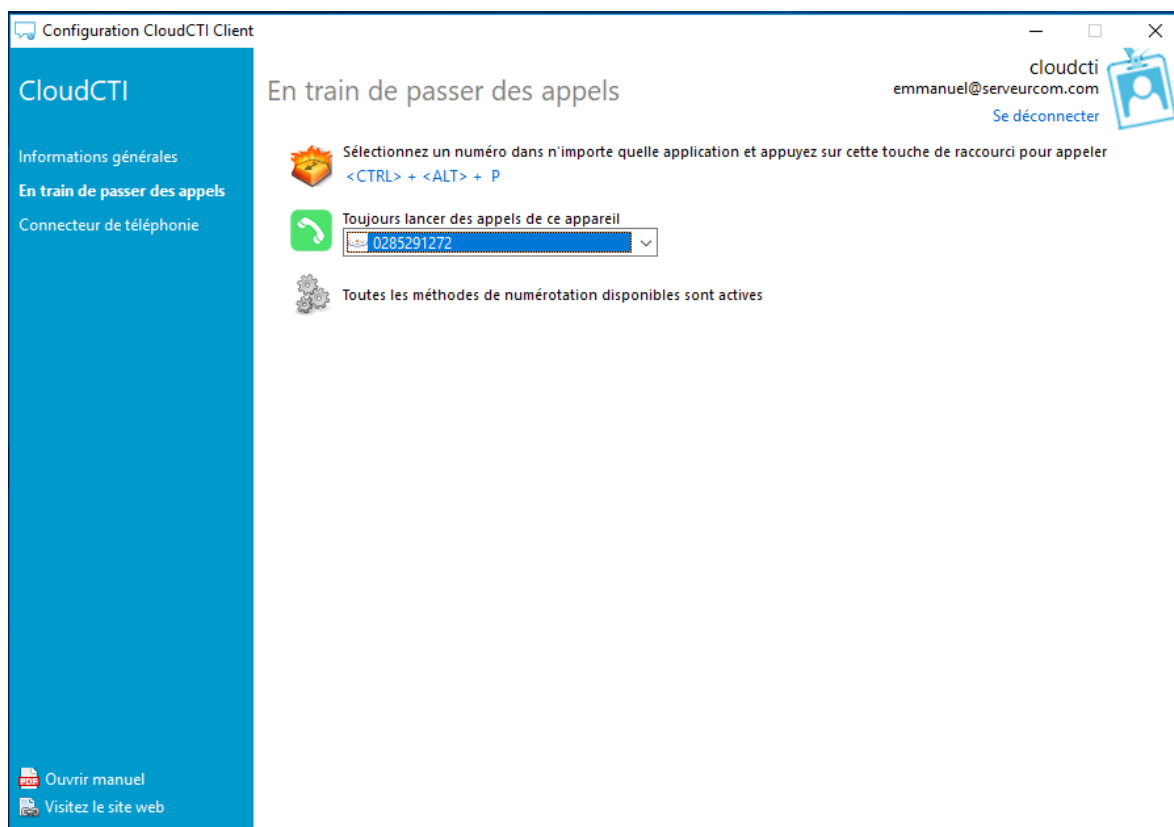 Configuration CloudCTI Client
CloudCTI
Informations générales
En train de passer des appels
Connecteur de téléphonie
Ouvrir manuel
Visitez le site web
En train de passer des appels
cloudcti
emmanuel@serveurcom.com
Se déconnecter
Sélectionnez un numéro dans n'importe quelle application et appuyez sur cette touche de raccourci pour appeler
<CTRL> + <ALT> + P
Toujours lancer des appels de ce appareil
0285291272
Toutes les méthodes de numérotation disponibles sont actives